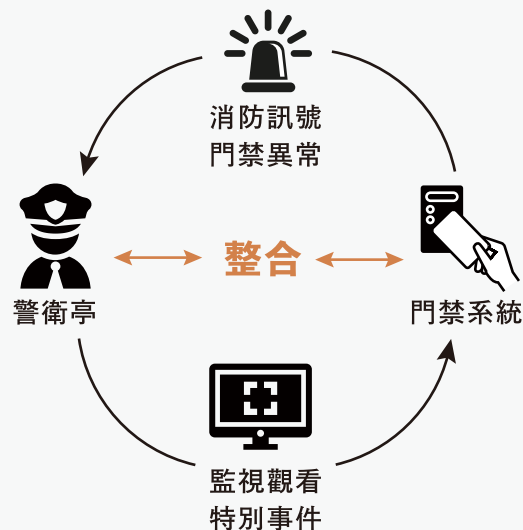 消防訊號
門禁異常
整合
警衛亭
門禁系統
監視觀看
特別事件